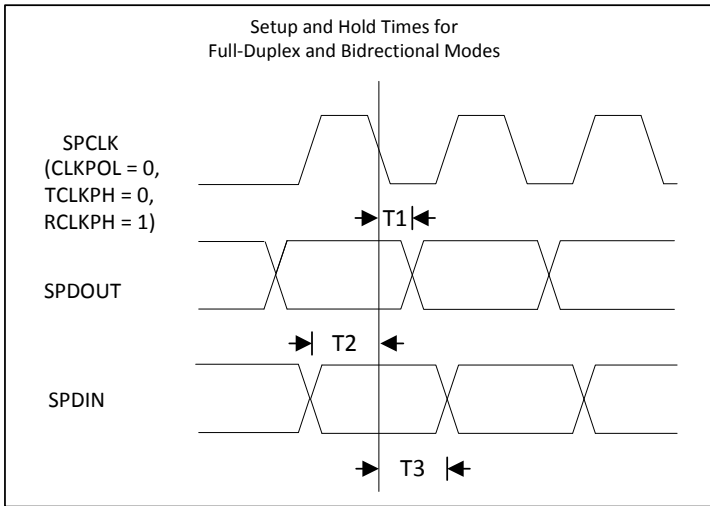 Setup and Hold Times for
Full-Duplex and Bidrectional Modes
SPCLK
(CLKPOL = 0,
TCLKPH = 0,
RCLKPH = 1)
T1
SPDOUT
T2
SPDIN
T3